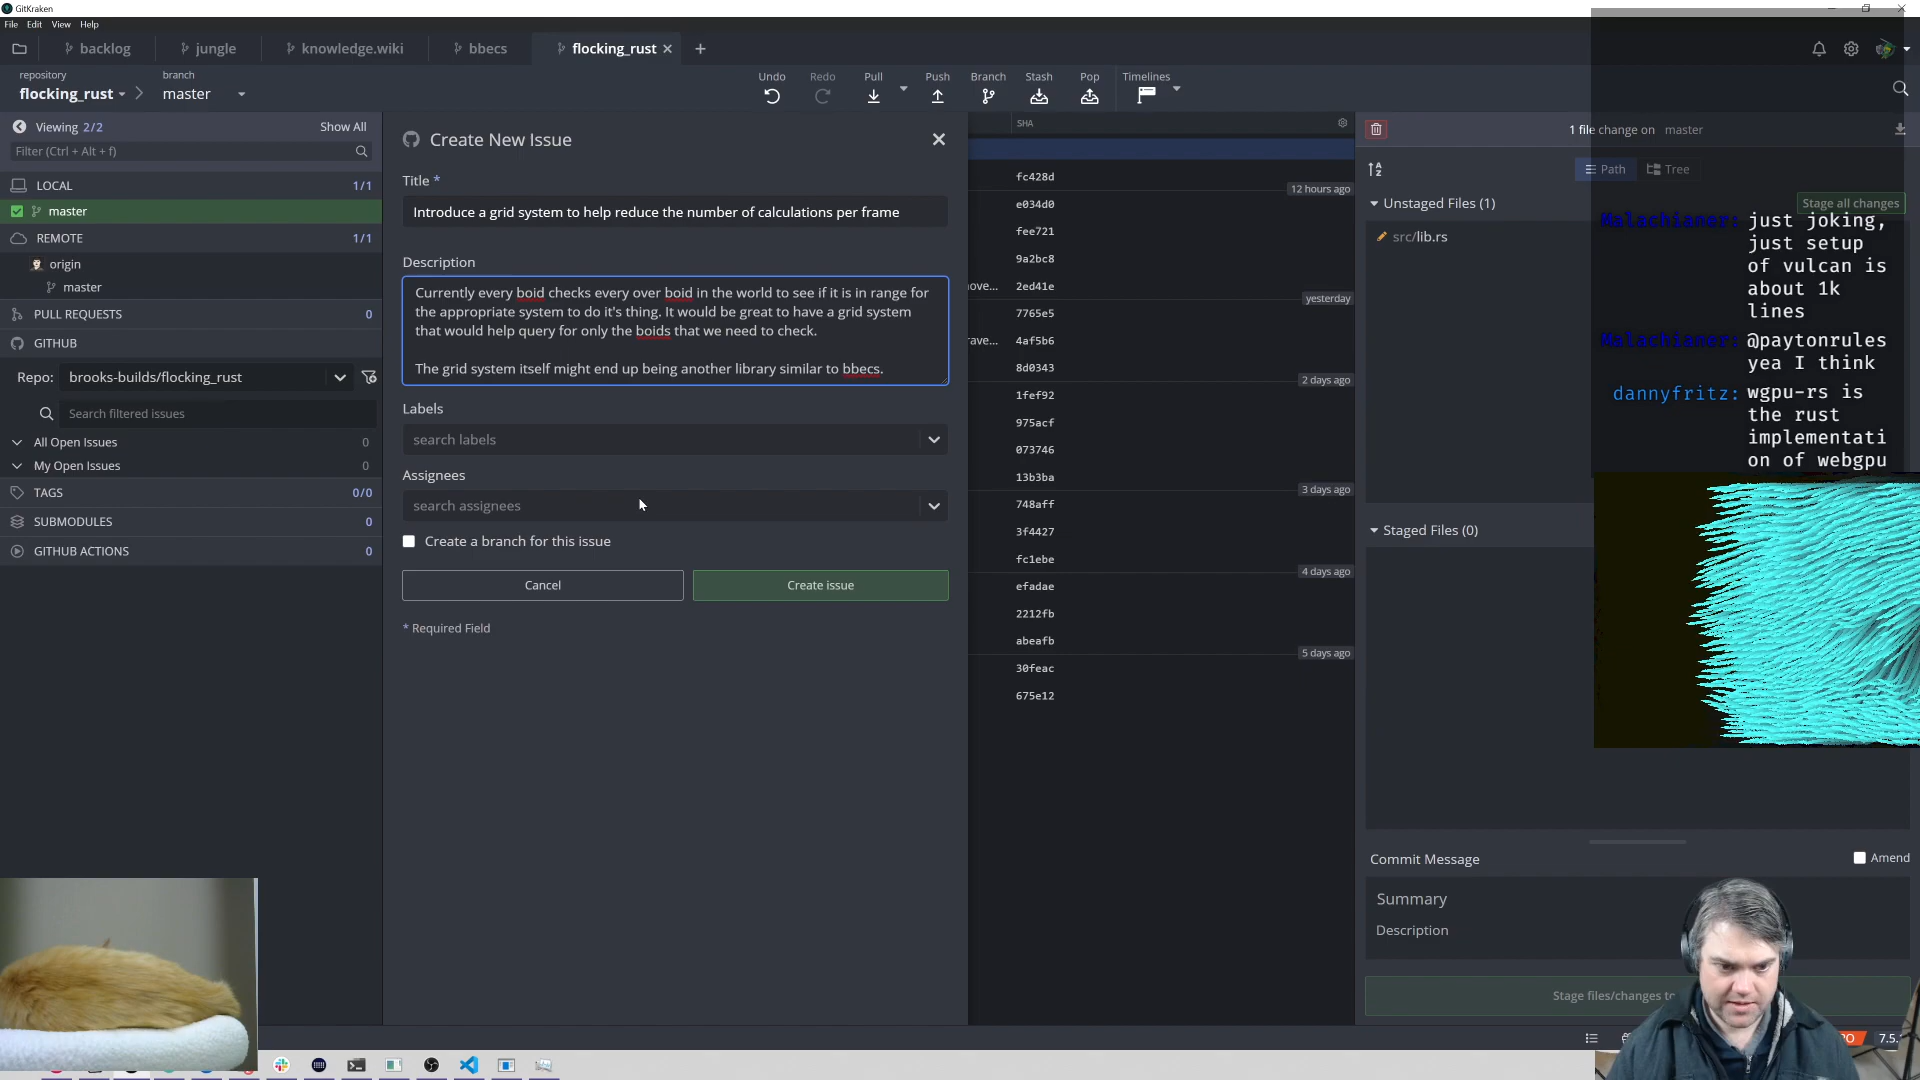 GitKraken
File Edit View Help
backlog
jungle
knowledge.wiki
bbecs
flocking_rust
repository
flocking_rust
branch
master
Undo
Redo
Pull
Push
Branch
Stash
Pop
Timelines
Viewing 2/2
Show All
Filter (Ctrl + Alt + f)
LOCAL 1/1
master
REMOTE 1/1
origin
master
PULL REQUESTS 0
GITHUB
Repo: brooks-builds/flocking_rust
Search filtered issues
All Open Issues 0
My Open Issues 0
TAGS 0/0
SUBMODULES 0
GITHUB ACTIONS 0
Create New Issue
Title *
Introduce a grid system to help reduce the number of calculations per frame
Description
Currently every boid checks every over boid in the world to see if it is in range for
the appropriate system to do it's thing. It would be great to have a grid system
that would help query for only the boids that we need to check.
The grid system itself might end up being another library similar to bbecs.
Labels
search labels
Assignees
search assignees
Create a branch for this issue
Cancel
Create issue
* Required Field
SHA
fc428d
12 hours ago
e034d0
fee721
9a2bc8
ove... 2ed41e
yesterday
7765e5
rave... 4af5b6
8d0343
2 days ago
1fef92
975acf
073746
13b3ba
3 days ago
748aff
3f4427
fc1ebe
4 days ago
efadae
2212fb
abeafb
5 days ago
30feac
675e12
1 file change on master
Path
Tree
Unstaged Files (1)
Stage all changes
src/lib.rs
Staged Files (0)
Commit Message
Amend
Summary
Description
Stage files/changes to
7.5.
Malachianer: just joking,
just setup
of vulcan is
about 1k
lines
Malachianer: @paytonrules
yea I think
dannyfritz: wgpu-rs is
the rust
implementati
on of webgpu